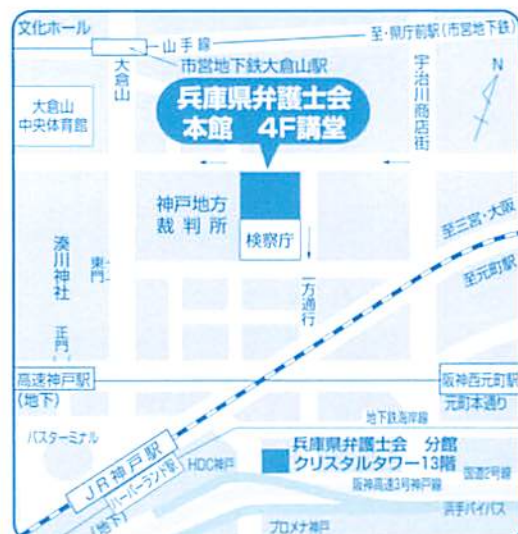 文化ホール
山手線
至・県庁前駅(市営地下鉄)
市営地下鉄大倉山駅
大倉山
宇治川商店街
N
大倉山
中央体育館
兵庫県弁護士会
本館 4F講堂
神戸地方
裁判所
検察庁
至三宮・大阪
至元町駅
湊川神社
東門
正門
一方通行
高速神戸駅
(地下)
阪神西元町駅
元町本通り
地下鉄海岸線
バスターミナル
JR神戸駅
ハーバーランド駅
(地下)
HDC神戸
兵庫県弁護士会 分館
クリスタルタワー13階
国道2号線
阪神高速3号神戸線
浜手バイパス
プロメナ神戸